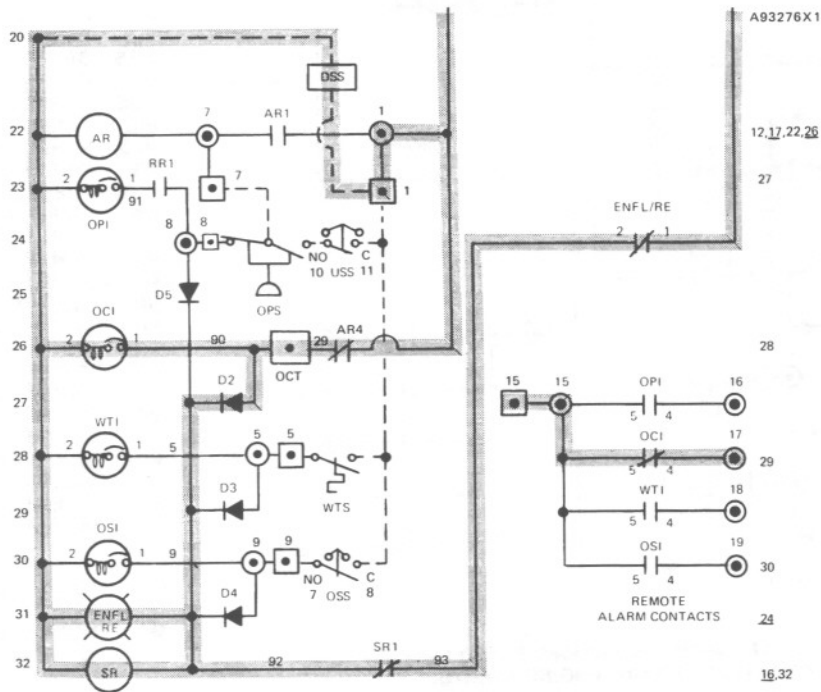 A93276X1
20
DSS
7 AR1 1
22 AR 12,17,22,26
RR1 7 1
23 2 1 27
91
OPI
ENFL/RE
8 8 2 1
24 NO C
10 USS 11
25 D5 OPS
OCI
2 1 90 29 AR4
26 28
OCT
15 15 OPI 16
D2 5 4
27
WTI OCI 17
2 1 5 5 5 5 4
28 29
WTI 18
D3 WTS 5 4
29
OSI 9 9 OSI 19
2 1 9 NO C 5 4
30 30
7 OSS 8
D4 REMOTE
31 ENFL ALARM CONTACTS 24
RE
SR1
32 SR 92 93 16,32